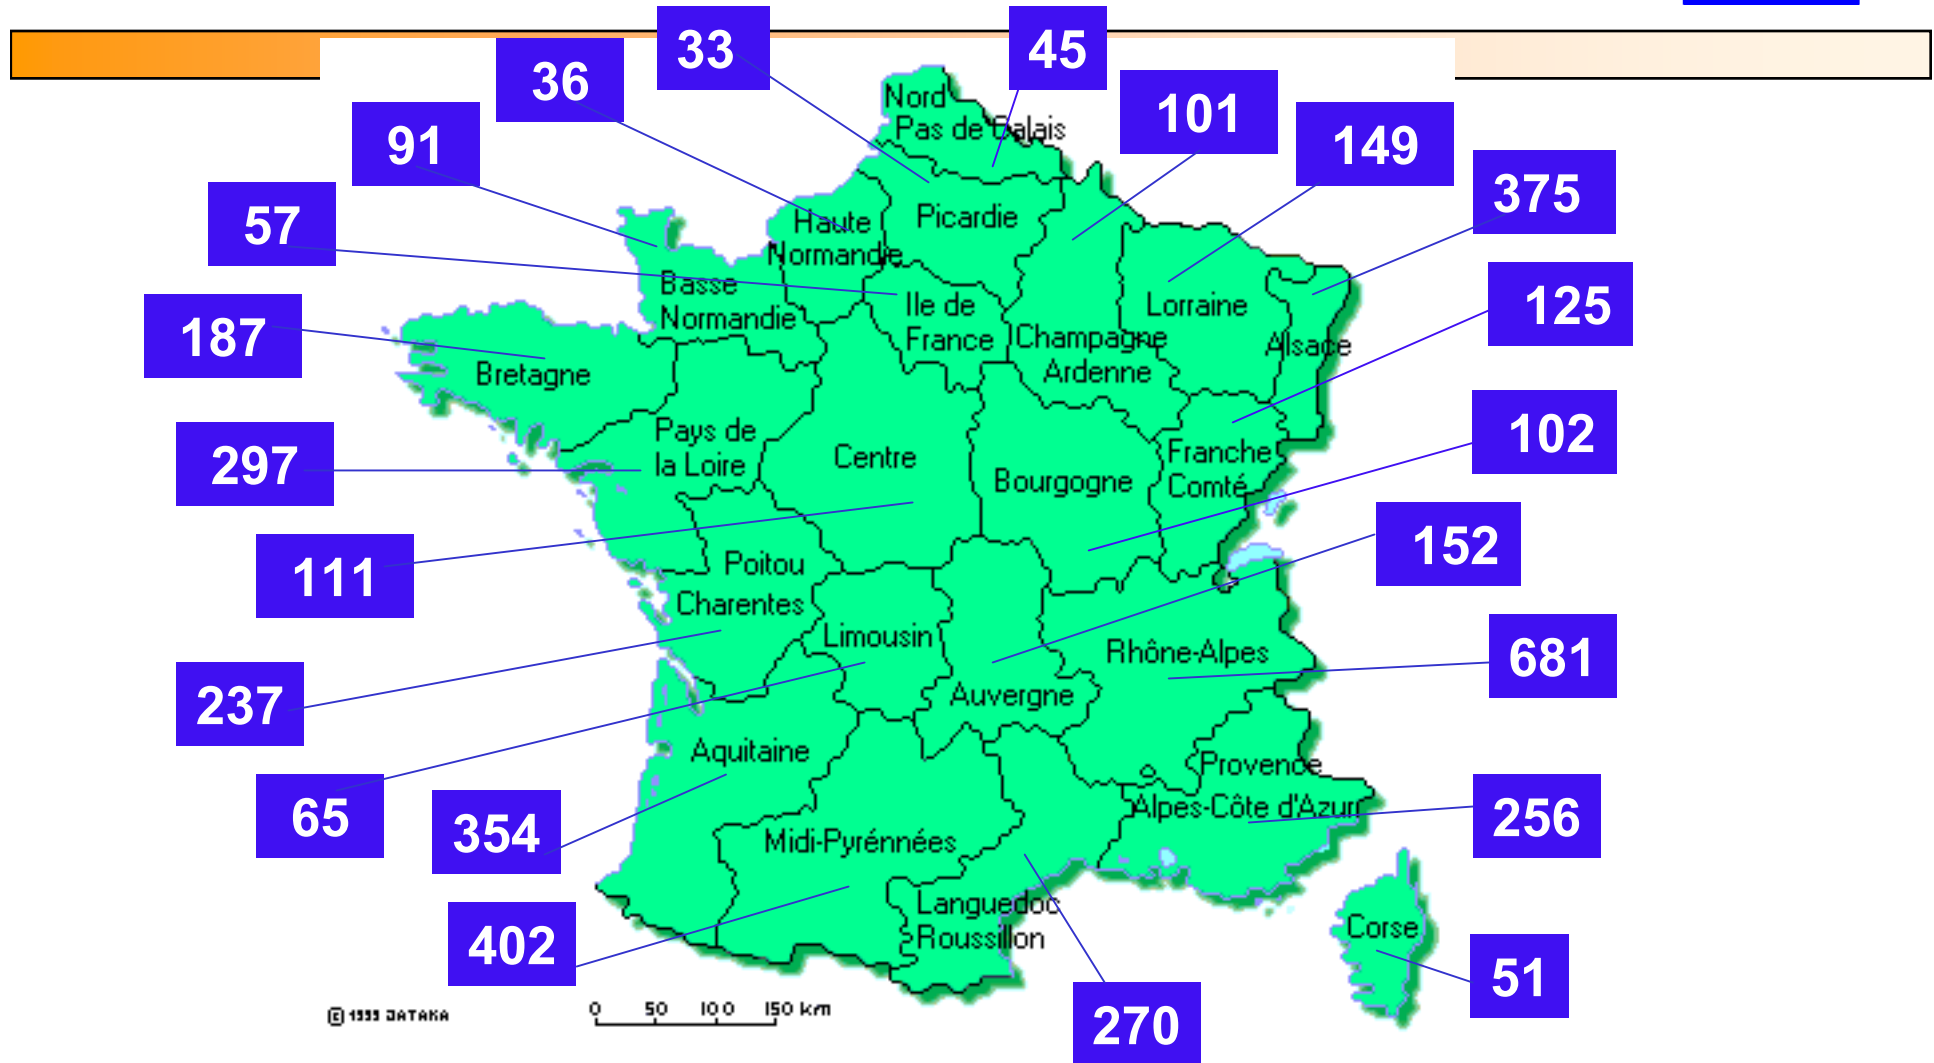 33
45
36
101
91
149
375
57
187
125
297
102
111
152
237
681
65
354
256
402
51
270
Nord
Pas de Calais
Haute
Normandie
Picardie
Basse
Normandie
Ile de
France
Champagne
Ardenne
Lorraine
Alsace
Bretagne
Pays de
la Loire
Centre
Bourgogne
Franche
Comté
Poitou
Charentes
Limousin
Auvergne
Rhône-Alpes
Aquitaine
Provence
Alpes-Côte d'Azur
Midi-Pyrénnées
Languedoc
Roussillon
Corse
© 1999 DATAKA
0 50 100 150 km